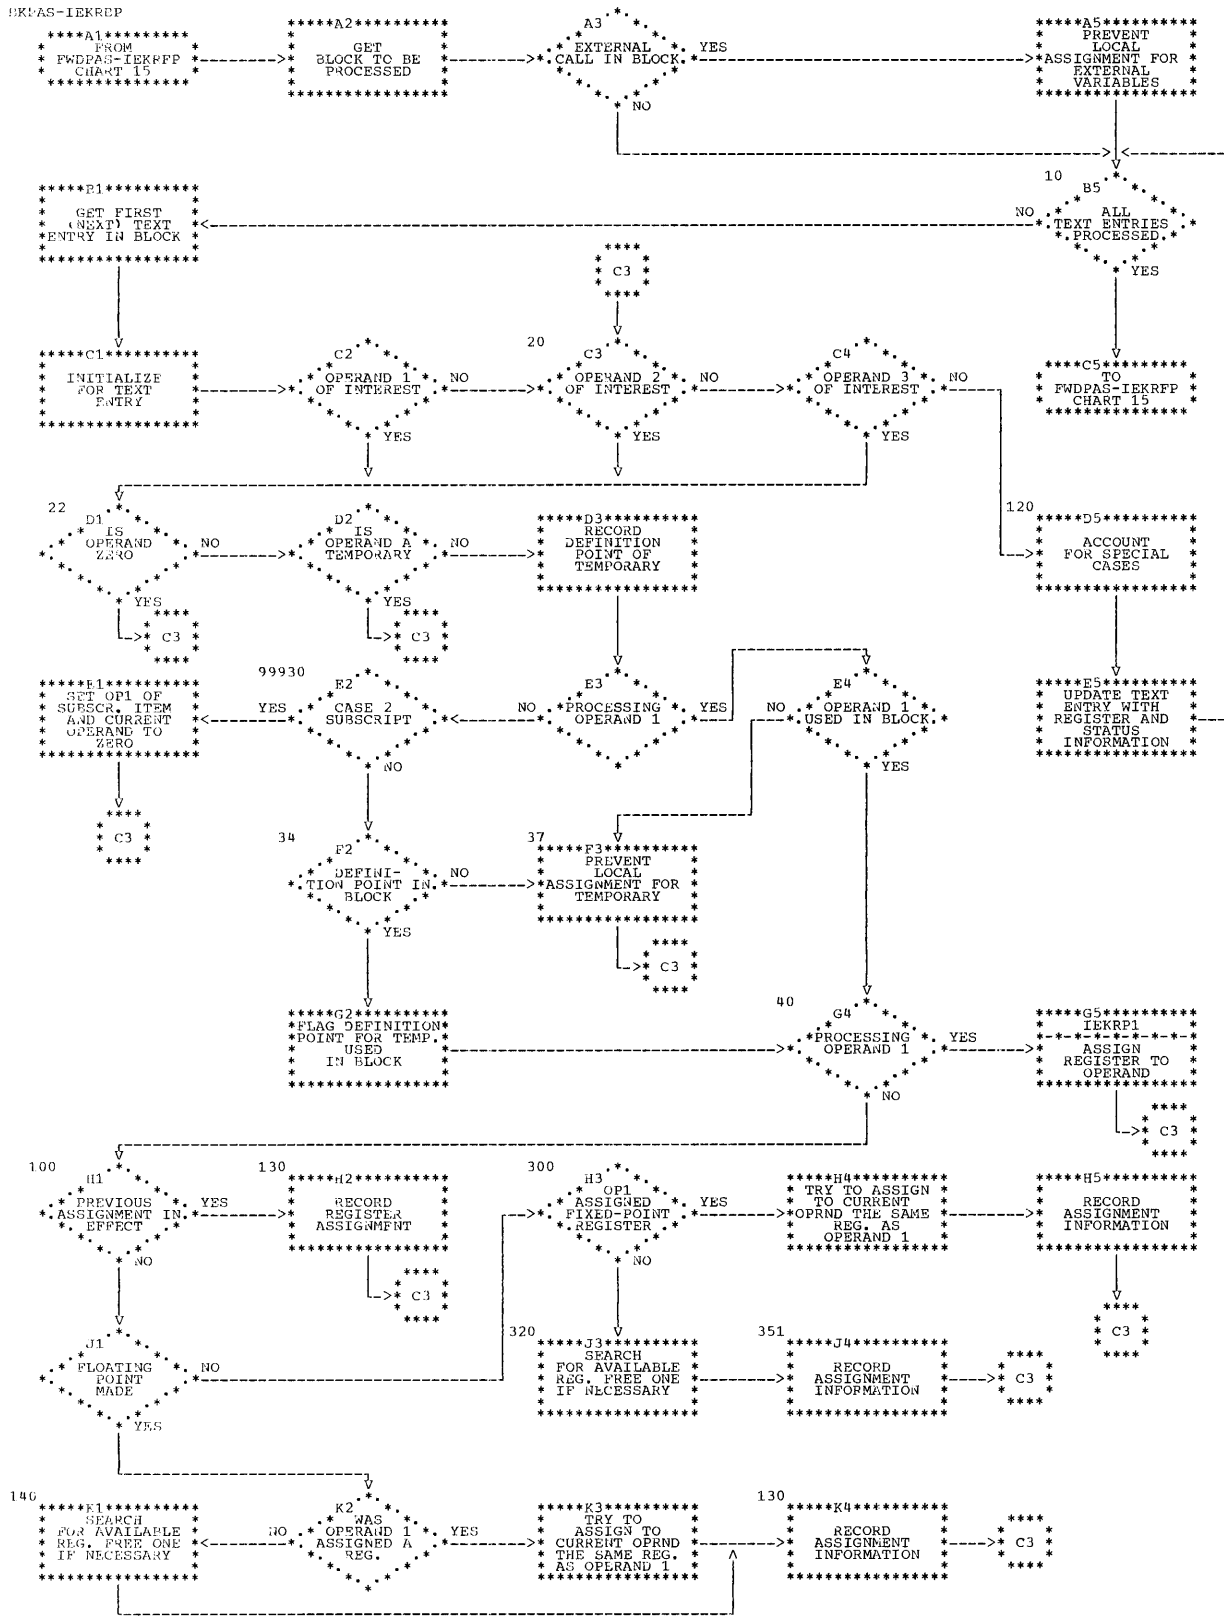 BKPAS-IEKRBP
A1
FROM
FWDPAS-IEKRFP
CHART 15
A2
GET
BLOCK TO BE
PROCESSED
A3
EXTERNAL
CALL IN BLOCK
YES
NO
A5
PREVENT
LOCAL
ASSIGNMENT FOR
EXTERNAL
VARIABLES
B1
GET FIRST
(NEXT) TEXT
ENTRY IN BLOCK
10
B5
ALL
TEXT ENTRIES
PROCESSED
NO
YES
C3
C1
INITIALIZE
FOR TEXT
ENTRY
C2
OPERAND 1
OF INTEREST
NO
YES
20
C3
OPERAND 2
OF INTEREST
NO
YES
C4
OPERAND 3
OF INTEREST
NO
YES
C5
TO
FWDPAS-IEKRFP
CHART 15
22
D1
IS
OPERAND
ZERO
NO
YES
C3
D2
IS
OPERAND A
TEMPORARY
NO
YES
C3
D3
RECORD
DEFINITION
POINT OF
TEMPORARY
120
D5
ACCOUNT
FOR SPECIAL
CASES
E1
SET OP1 OF
SUBSCR. ITEM
AND CURRENT
OPERAND TO
ZERO
C3
99930
E2
CASE 2
SUBSCRIPT
YES
NO
E3
PROCESSING
OPERAND 1
NO
YES
E4
OPERAND 1
USED IN BLOCK
NO
YES
E5
UPDATE TEXT
ENTRY WITH
REGISTER AND
STATUS
INFORMATION
34
F2
DEFINI-
TION POINT IN
BLOCK
NO
YES
37
F3
PREVENT
LOCAL
ASSIGNMENT FOR
TEMPORARY
C3
G2
FLAG DEFINITION
POINT FOR TEMP.
USED
IN BLOCK
40
G4
PROCESSING
OPERAND 1
YES
NO
G5
IEKRP1
ASSIGN
REGISTER TO
OPERAND
C3
100
H1
PREVIOUS
ASSIGNMENT IN
EFFECT
YES
NO
130
H2
RECORD
REGISTER
ASSIGNMENT
C3
300
H3
OP1
ASSIGNED
FIXED-POINT
REGISTER
YES
NO
H4
TRY TO ASSIGN
TO CURRENT
OPRND THE SAME
REG. AS
OPERAND 1
H5
RECORD
ASSIGNMENT
INFORMATION
C3
J1
FLOATING
POINT
MADE
NO
YES
320
J3
SEARCH
FOR AVAILABLE
REG. FREE ONE
IF NECESSARY
351
J4
RECORD
ASSIGNMENT
INFORMATION
C3
140
K1
SEARCH
FOR AVAILABLE
REG. FREE ONE
IF NECESSARY
K2
WAS
OPERAND 1
ASSIGNED A
REG.
NO
YES
K3
TRY TO
ASSIGN TO
CURRENT OPRND
THE SAME REG.
AS OPERAND 1
130
K4
RECORD
ASSIGNMENT
INFORMATION
C3